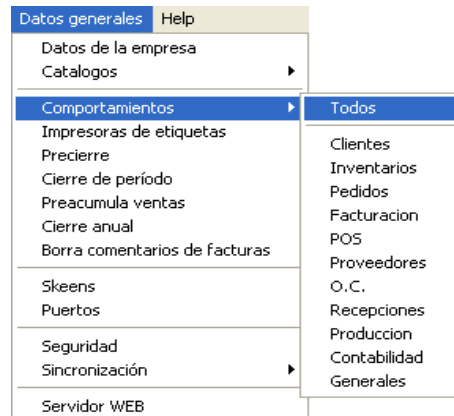 Datos generales Help
Datos de la empresa
Catalogos
Comportamientos
Impresoras de etiquetas
Precierre
Cierre de período
Preacumula ventas
Cierre anual
Borra comentarios de facturas
Skeens
Puertos
Seguridad
Sincronización
Servidor WEB
Todos
Clientes
Inventarios
Pedidos
Facturacion
POS
Proveedores
O.C.
Recepciones
Produccion
Contabilidad
Generales